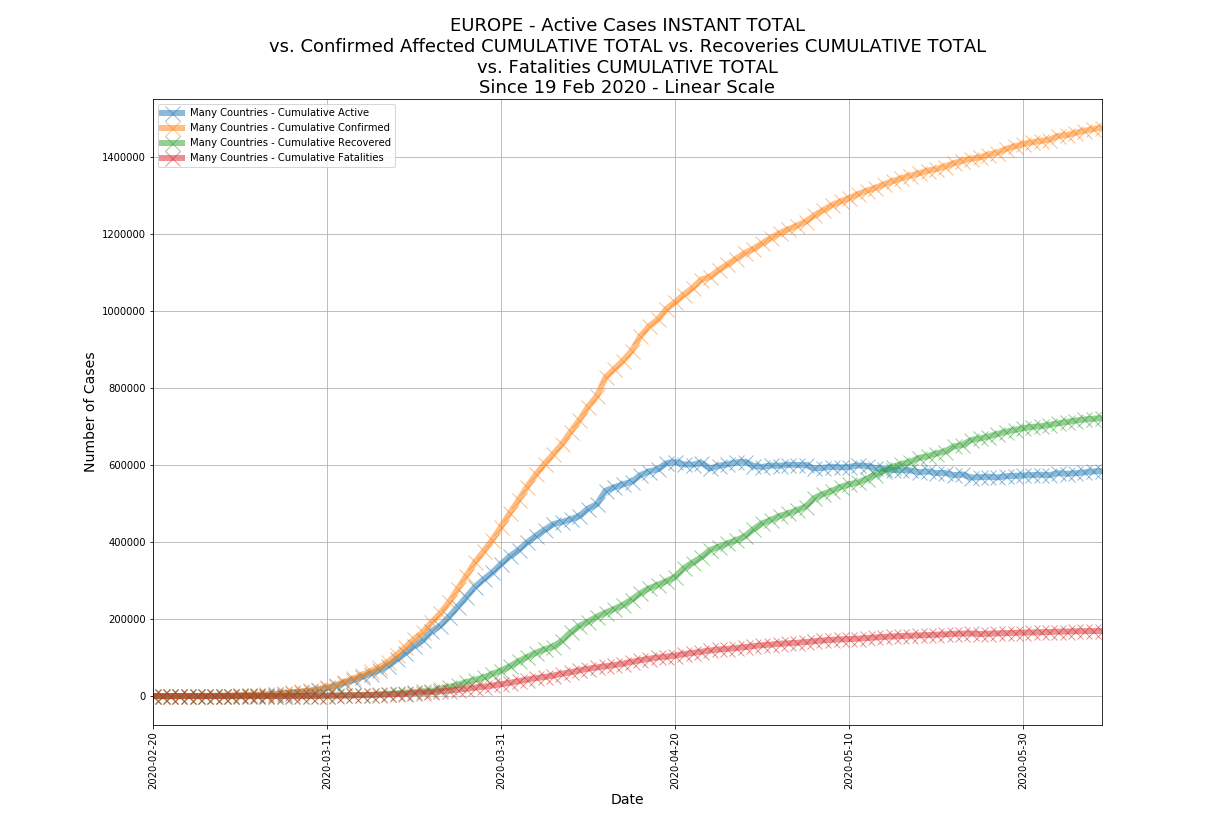 EUROPE - Active Cases INSTANT TOTAL
vs. Confirmed Affected CUMULATIVE TOTAL vs. Recoveries CUMULATIVE TOTAL
vs. Fatalities CUMULATIVE TOTAL
Since 19 Feb 2020 - Linear Scale
Many Countries - Cumulative Active
Many Countries - Cumulative Confirmed
Many Countries - Cumulative Recovered
Many Countries - Cumulative Fatalities
Number of Cases
1400000
1200000
1000000
800000
600000
400000
200000
0
2020-02-20
2020-03-11
2020-03-31
2020-04-20
2020-05-10
2020-05-30
Date